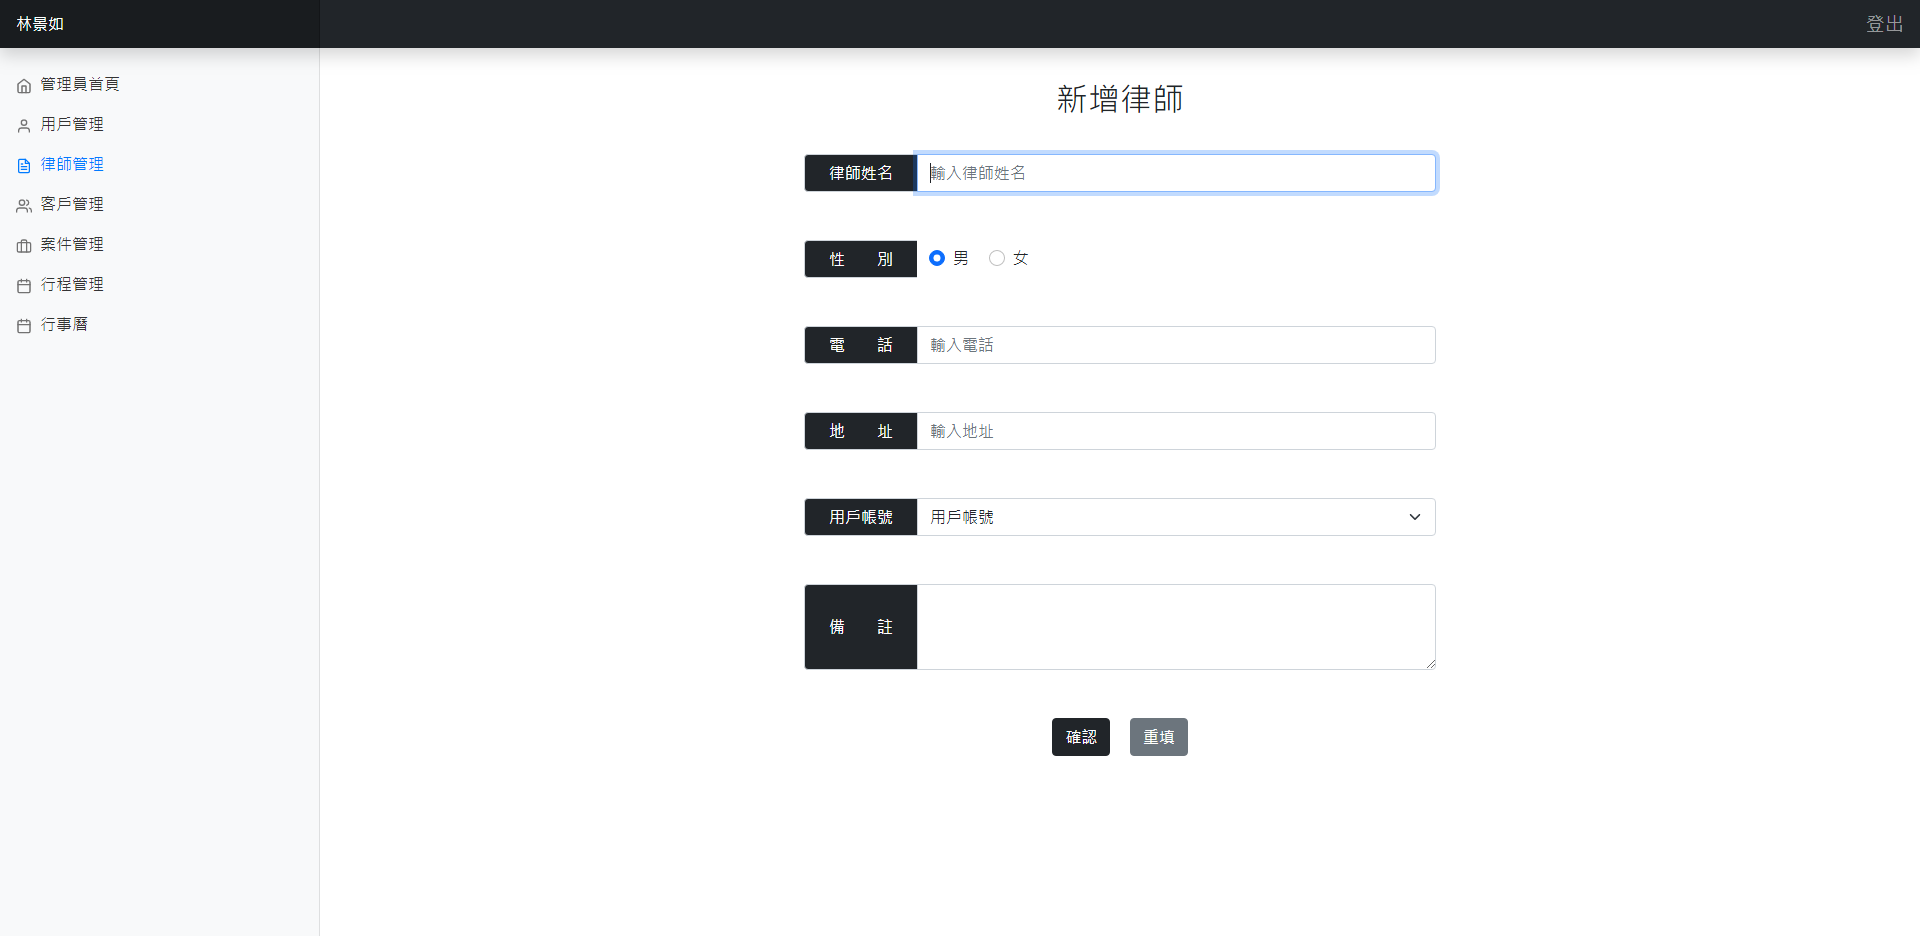 林景如
登出
管理員首頁
用戶管理
律師管理
客戶管理
案件管理
行程管理
行事曆
新增律師
律師姓名 輸入律師姓名
性 別 男 女
電 話 輸入電話
地 址 輸入地址
用戶帳號 用戶帳號
備 註
確認 重填